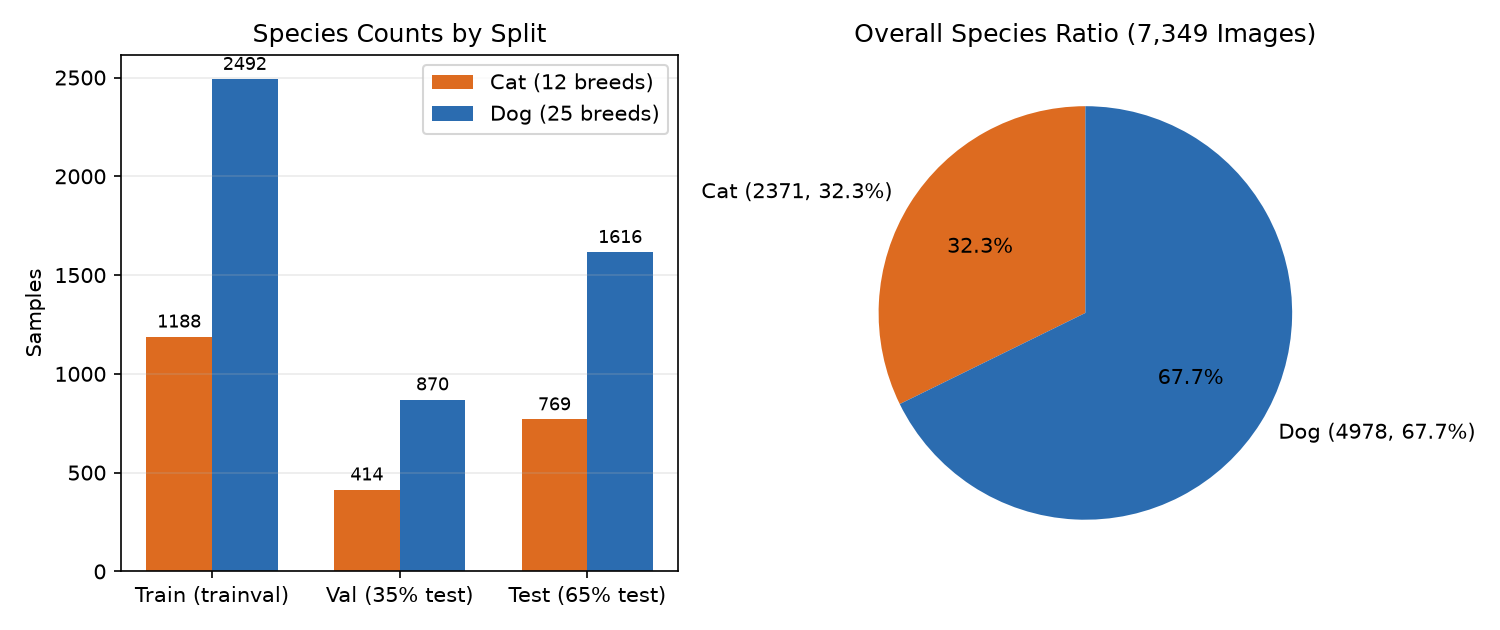 Species Counts by Split
Samples
2500
2000
1500
1000
500
0
2492
1188
414
870
769
1616
Cat (12 breeds)
Dog (25 breeds)
Train (trainval)
Val (35% test)
Test (65% test)
Overall Species Ratio (7,349 Images)
Cat (2371, 32.3%)
32.3%
67.7%
Dog (4978, 67.7%)